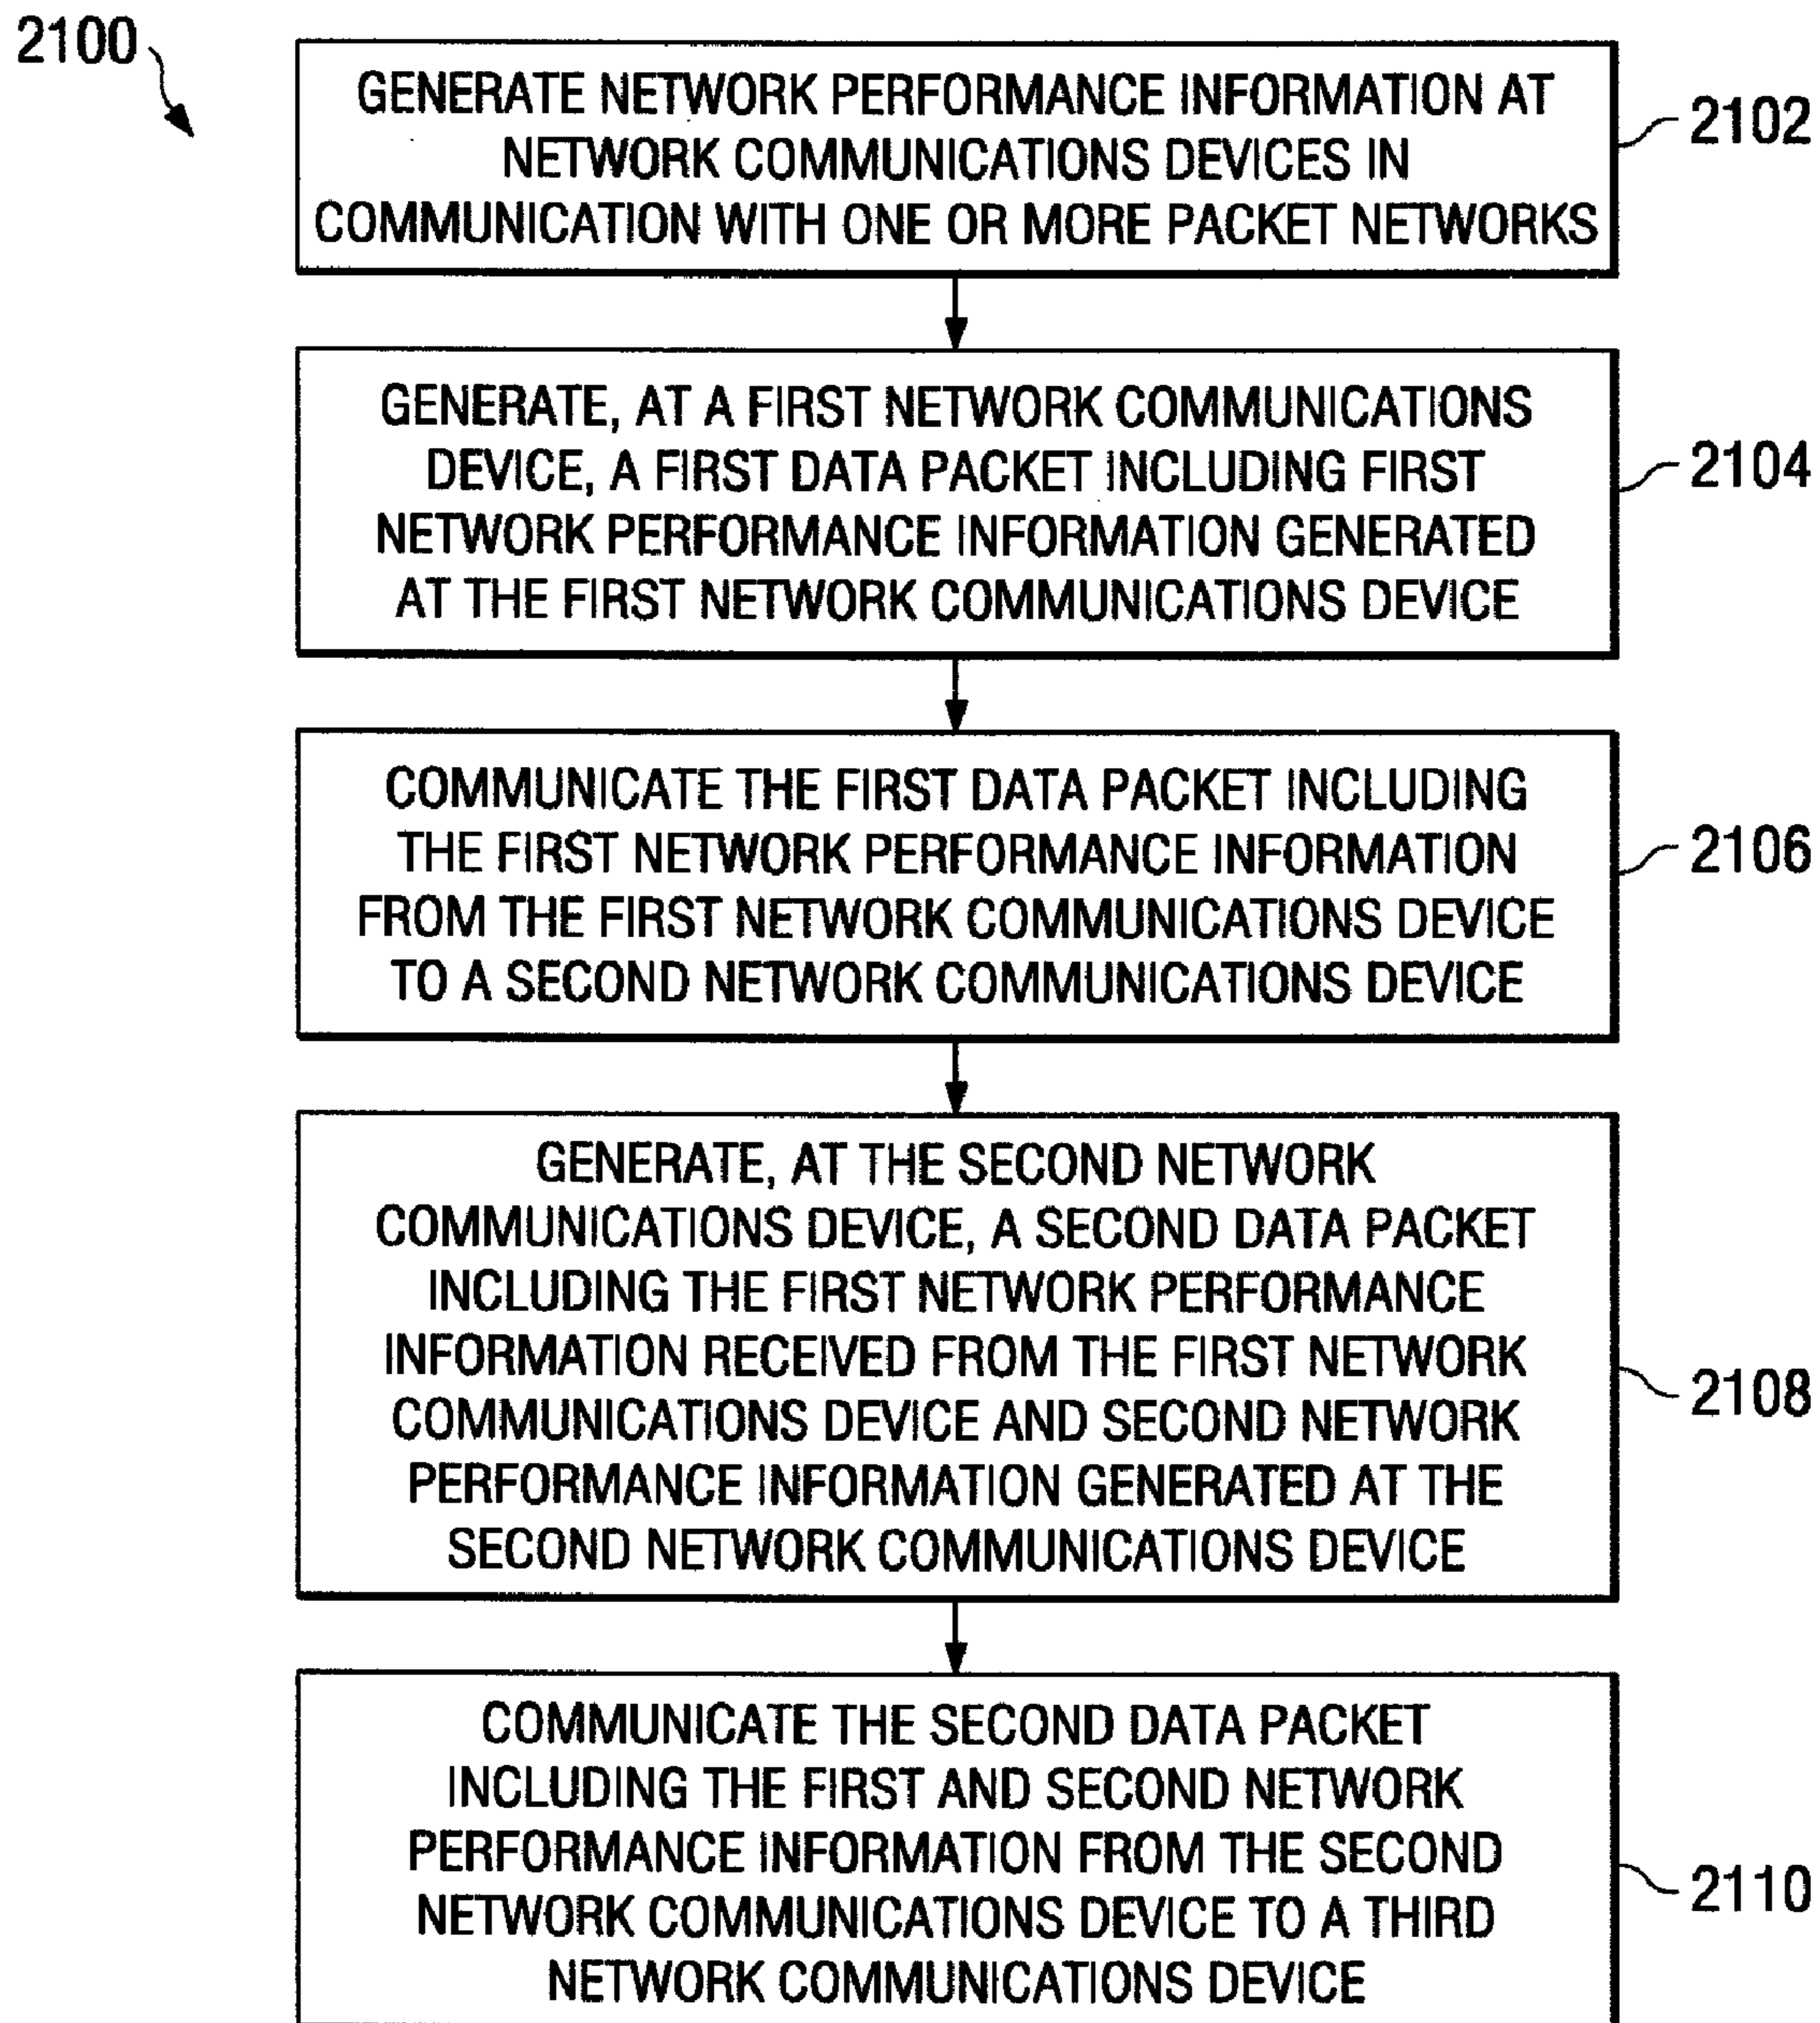 2100
GENERATE NETWORK PERFORMANCE INFORMATION AT
NETWORK COMMUNICATIONS DEVICES IN
COMMUNICATION WITH ONE OR MORE PACKET NETWORKS
2102
GENERATE, AT A FIRST NETWORK COMMUNICATIONS
DEVICE, A FIRST DATA PACKET INCLUDING FIRST
NETWORK PERFORMANCE INFORMATION GENERATED
AT THE FIRST NETWORK COMMUNICATIONS DEVICE
2104
COMMUNICATE THE FIRST DATA PACKET INCLUDING
THE FIRST NETWORK PERFORMANCE INFORMATION
FROM THE FIRST NETWORK COMMUNICATIONS DEVICE
TO A SECOND NETWORK COMMUNICATIONS DEVICE
2106
GENERATE, AT THE SECOND NETWORK
COMMUNICATIONS DEVICE, A SECOND DATA PACKET
INCLUDING THE FIRST NETWORK PERFORMANCE
INFORMATION RECEIVED FROM THE FIRST NETWORK
COMMUNICATIONS DEVICE AND SECOND NETWORK
PERFORMANCE INFORMATION GENERATED AT THE
SECOND NETWORK COMMUNICATIONS DEVICE
2108
COMMUNICATE THE SECOND DATA PACKET
INCLUDING THE FIRST AND SECOND NETWORK
PERFORMANCE INFORMATION FROM THE SECOND
NETWORK COMMUNICATIONS DEVICE TO A THIRD
NETWORK COMMUNICATIONS DEVICE
2110